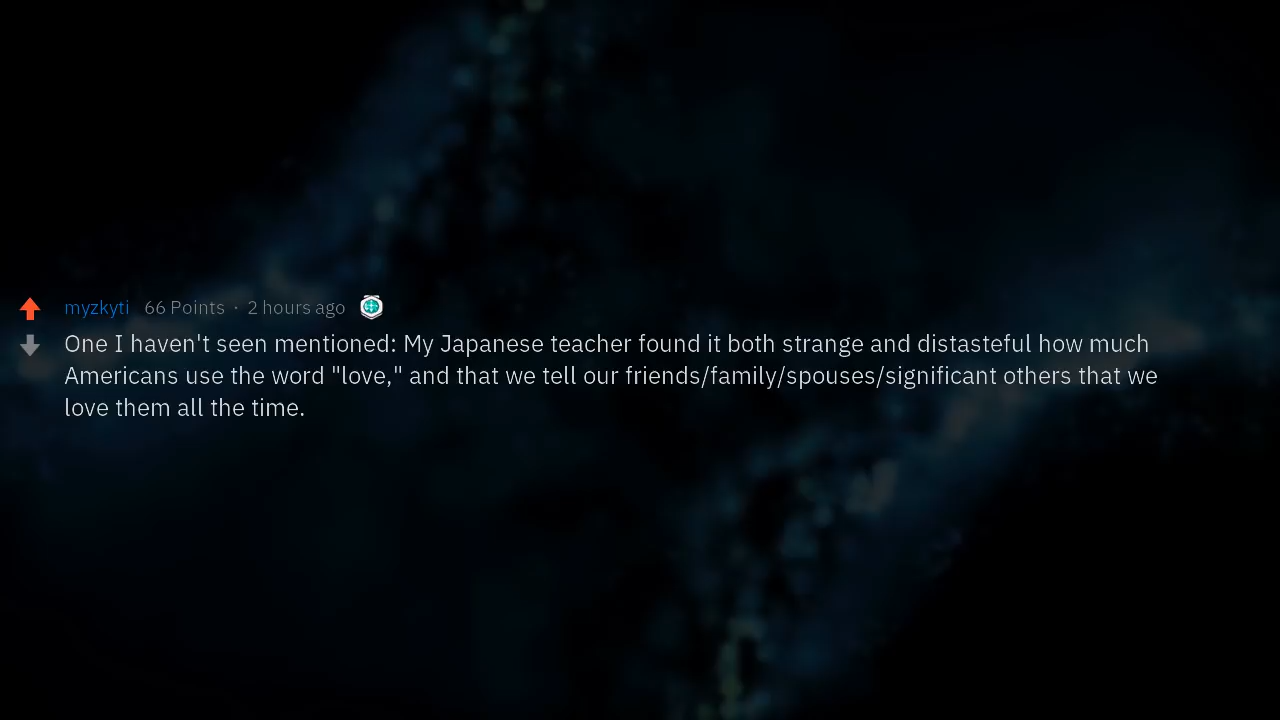 myzkyti 66 Points · 2 hours ago
One I haven't seen mentioned: My Japanese teacher found it both strange and distasteful how much
Americans use the word "love," and that we tell our friends/family/spouses/significant others that we
love them all the time.